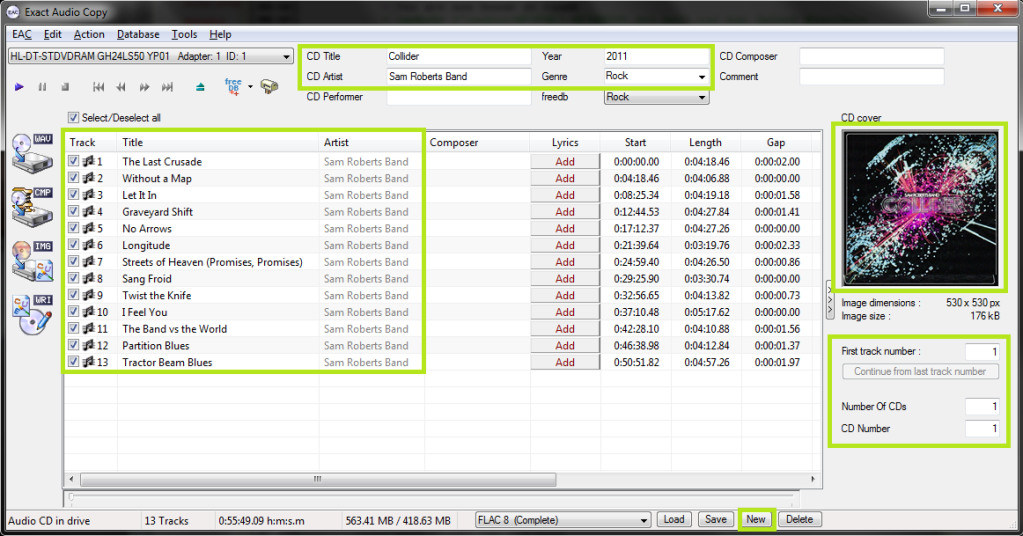 Exact Audio Copy
EAC Edit Action Database Tools Help
HL-DT-STDVDRAM GH24LS50 YP01 Adapter: 1 ID: 1
CD Title Collider Year 2011 CD Composer
CD Artist Sam Roberts Band Genre Rock Comment
CD Performer freedb Rock
free DB
Select/Deselect all CD cover
Track Title Artist Composer Lyrics Start Length Gap
1 The Last Crusade Sam Roberts Band Add 0:00:00.00 0:04:18.46 0:00:02.00
2 Without a Map Sam Roberts Band Add 0:04:18.46 0:04:06.88 0:00:00.00
3 Let It In Sam Roberts Band Add 0:08:25.34 0:04:19.18 0:00:01.58
4 Graveyard Shift Sam Roberts Band Add 0:12:44.53 0:04:27.84 0:00:01.41
5 No Arrows Sam Roberts Band Add 0:17:12.37 0:04:27.26 0:00:00.00
6 Longitude Sam Roberts Band Add 0:21:39.64 0:03:19.76 0:00:02.33
7 Streets of Heaven (Promises, Promises) Sam Roberts Band Add 0:24:59.40 0:04:26.50 0:00:00.86
8 Sang Froid Sam Roberts Band Add 0:29:25.90 0:03:30.74 0:00:00.00
9 Twist the Knife Sam Roberts Band Add 0:32:56.65 0:04:13.82 0:00:00.73
10 I Feel You Sam Roberts Band Add 0:37:10.48 0:05:17.62 0:00:00.00
11 The Band vs the World Sam Roberts Band Add 0:42:28.10 0:04:10.88 0:00:01.56
12 Partition Blues Sam Roberts Band Add 0:46:38.98 0:04:12.84 0:00:01.37
13 Tractor Beam Blues Sam Roberts Band Add 0:50:51.82 0:04:57.26 0:00:01.97
WAV
CMP
IMG
WRI
COLLIDER
Image dimensions : 530 x 530 px
Image size : 176 kB
First track number : 1
Continue from last track number
Number Of CDs 1
CD Number 1
Audio CD in drive 13 Tracks 0:55:49.09 h:m:s.m 563.41 MB / 418.63 MB FLAC 8 (Complete) Load Save New Delete